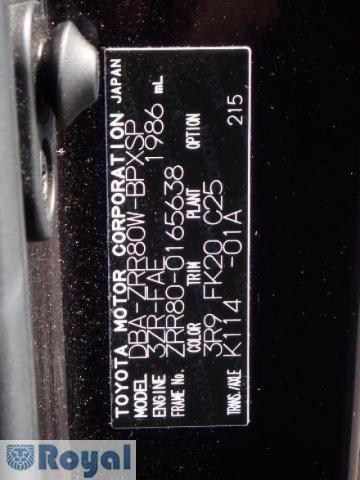 TOYOTA MOTOR CORPORATION JAPAN
MODEL DBA-ZRR80W-BPXSP
ENGINE 3ZR-FAE 1986 mL
FRAME No. ZRR80-0165638
COLOR TRIM PLANT OPTION
3R9 FK20 C25 215
TRNS./AXLE K114 -01A
Royal